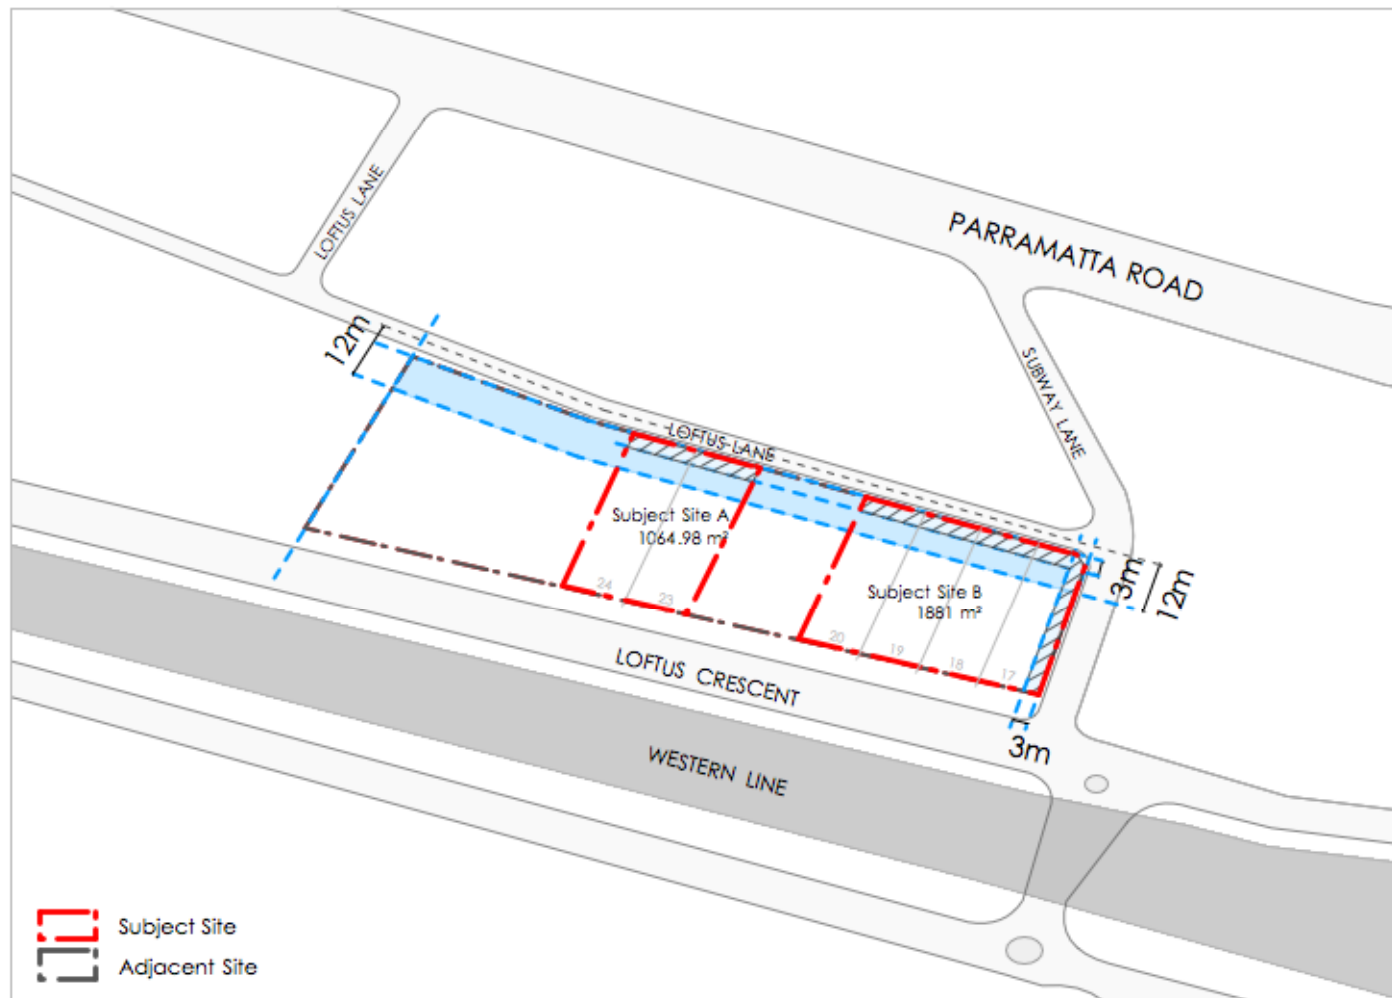 PARRAMATTA ROAD
LOFTUS LANE
12m
SUBWAY LANE
LOFTUS LANE
Subject Site A
1064.98 m²
3m
12m
Subject Site B
1881 m²
24
23
20
19
18
17
LOFTUS CRESCENT
3m
WESTERN LINE
Subject Site
Adjacent Site